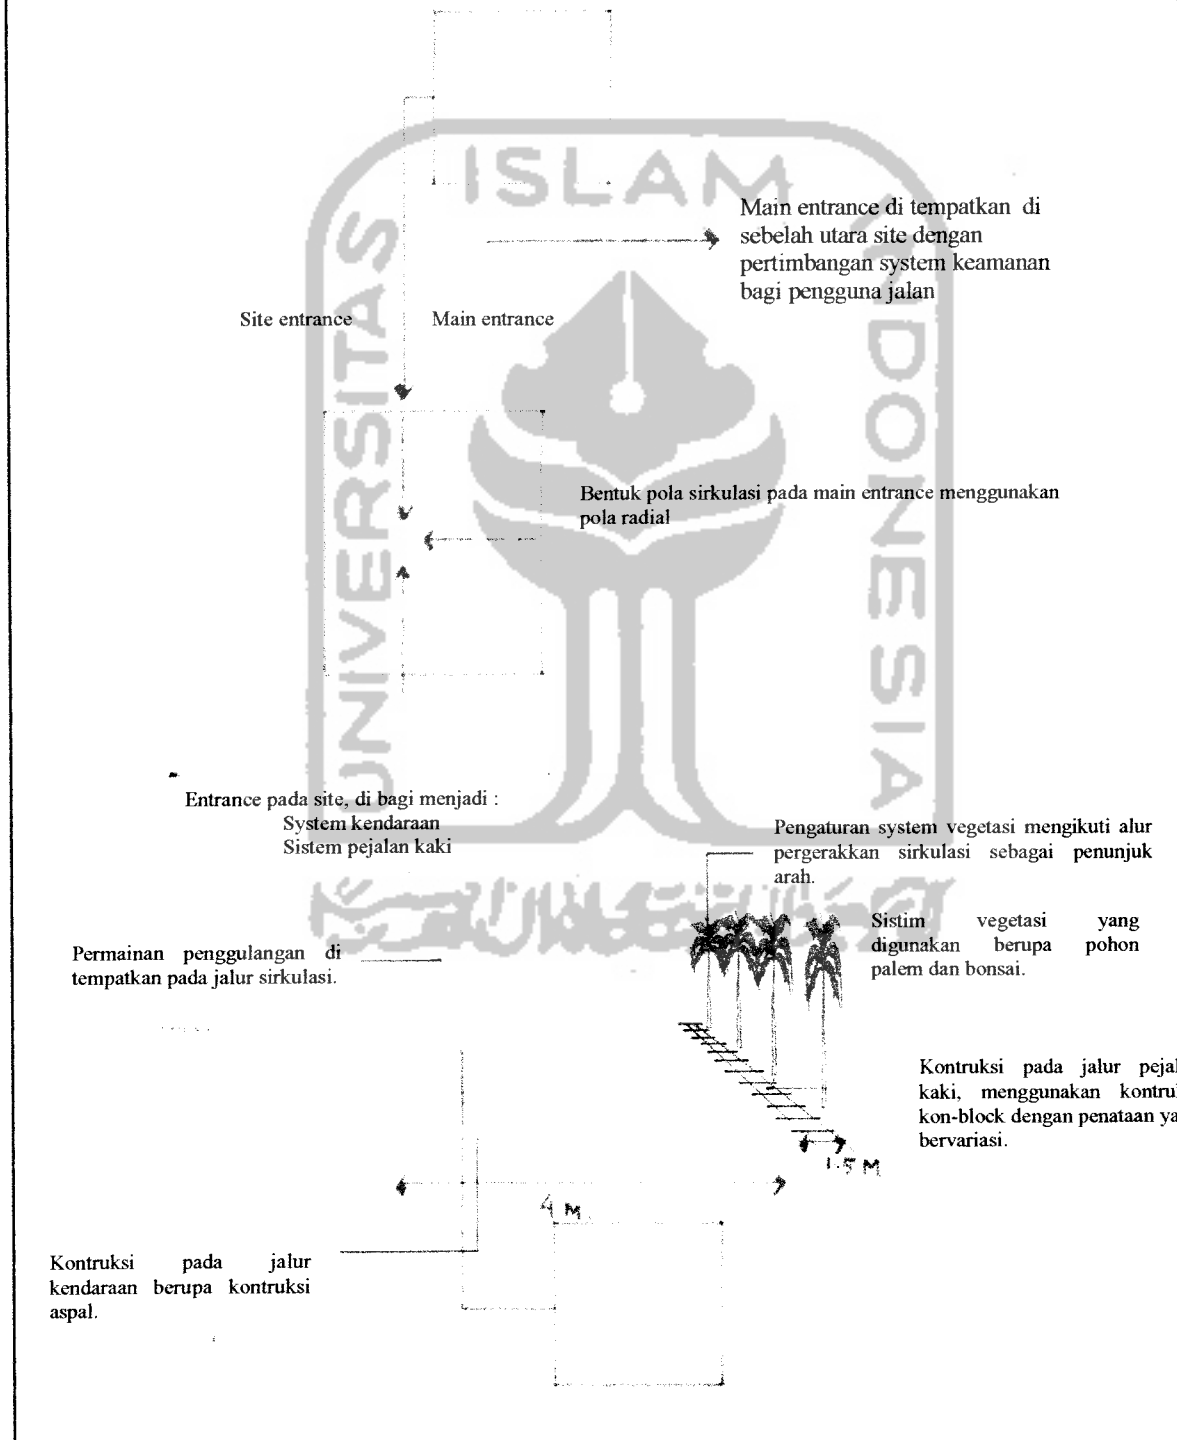 UNIVERSITAS
ISLAM
INDONESIA
Main entrance di tempatkan di
sebelah utara site dengan
pertimbangan system keamanan
bagi pengguna jalan
Site entrance
Main entrance
Bentuk pola sirkulasi pada main entrance menggunakan
pola radial
Entrance pada site, di bagi menjadi :
System kendaraan
Sistem pejalan kaki
Pengaturan system vegetasi mengikuti alur
pergerakkan sirkulasi sebagai penunjuk
arah.
Sistim vegetasi yang
digunakan berupa pohon
palem dan bonsai.
Permainan penggulangan di
tempatkan pada jalur sirkulasi.
Kontruksi pada jalur pejal
kaki, menggunakan kontru
kon-block dengan penataan ya
bervariasi.
1.5 M
4 M
Kontruksi pada jalur
kendaraan berupa kontruksi
aspal.